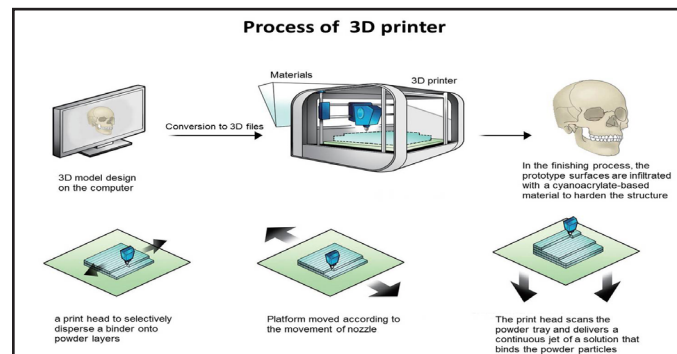 Process of 3D printer
Materials
3D printer
Conversion to 3D files
3D model design
on the computer
In the finishing process, the
prototype surfaces are infiltrated
with a cyanoacrylate-based
material to harden the structure
a print head to selectively
disperse a binder onto
powder layers
Platform moved according to
the movement of nozzle
The print head scans the
powder tray and delivers a
continuous jet of a solution that
binds the powder particles